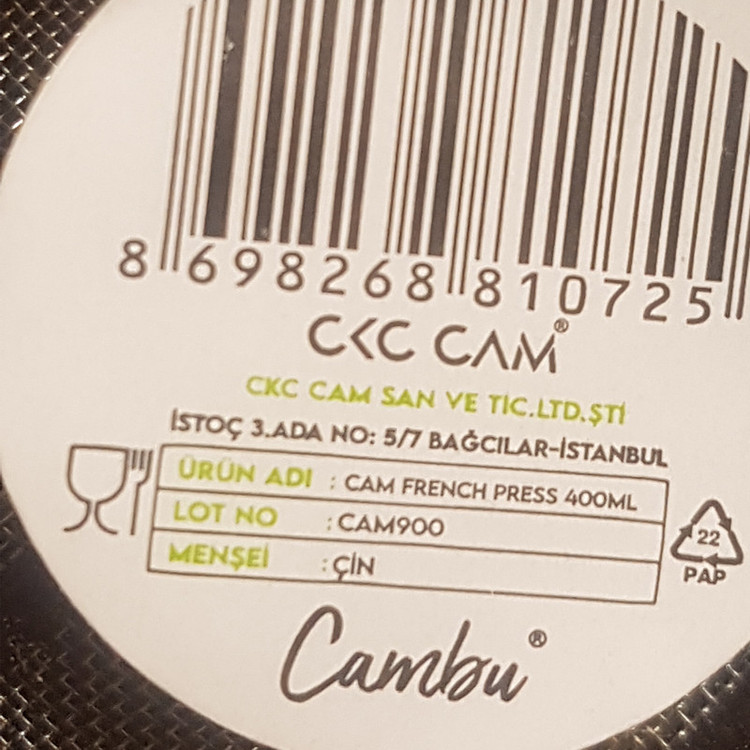 8 698268 810725
CKC CAM®
CKC CAM SAN VE TİC.LTD.ŞTİ
İSTOÇ 3.ADA NO: 5/7 BAĞCILAR-İSTANBUL
ÜRÜN ADI : CAM FRENCH PRESS 400ML
LOT NO : CAM900
MENŞEİ : ÇİN
22
PAP
Cambu®